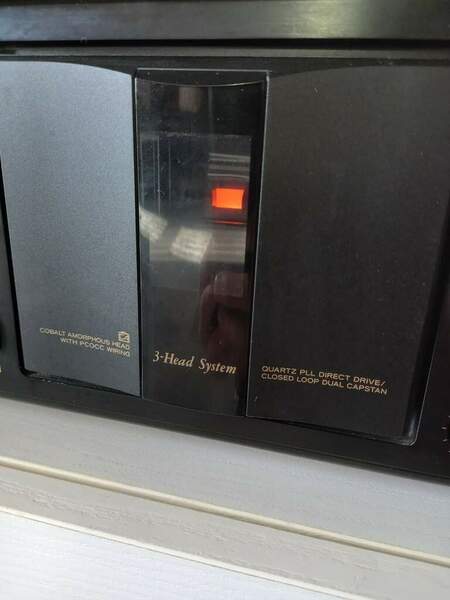 COBALT AMORPHOUS HEAD
WITH PCOCC WIRING
3-Head System
QUARTZ PLL DIRECT DRIVE/
CLOSED LOOP DUAL CAPSTAN